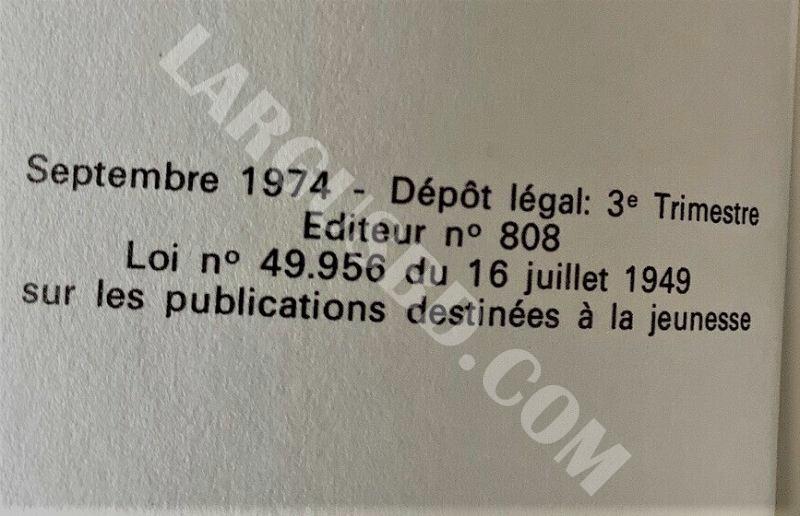 Septembre 1974 - Dépôt légal: 3e Trimestre
Editeur no 808
Loi no 49.956 du 16 juillet 1949
sur les publications destinées à la jeunesse
LARGUSBD.COM